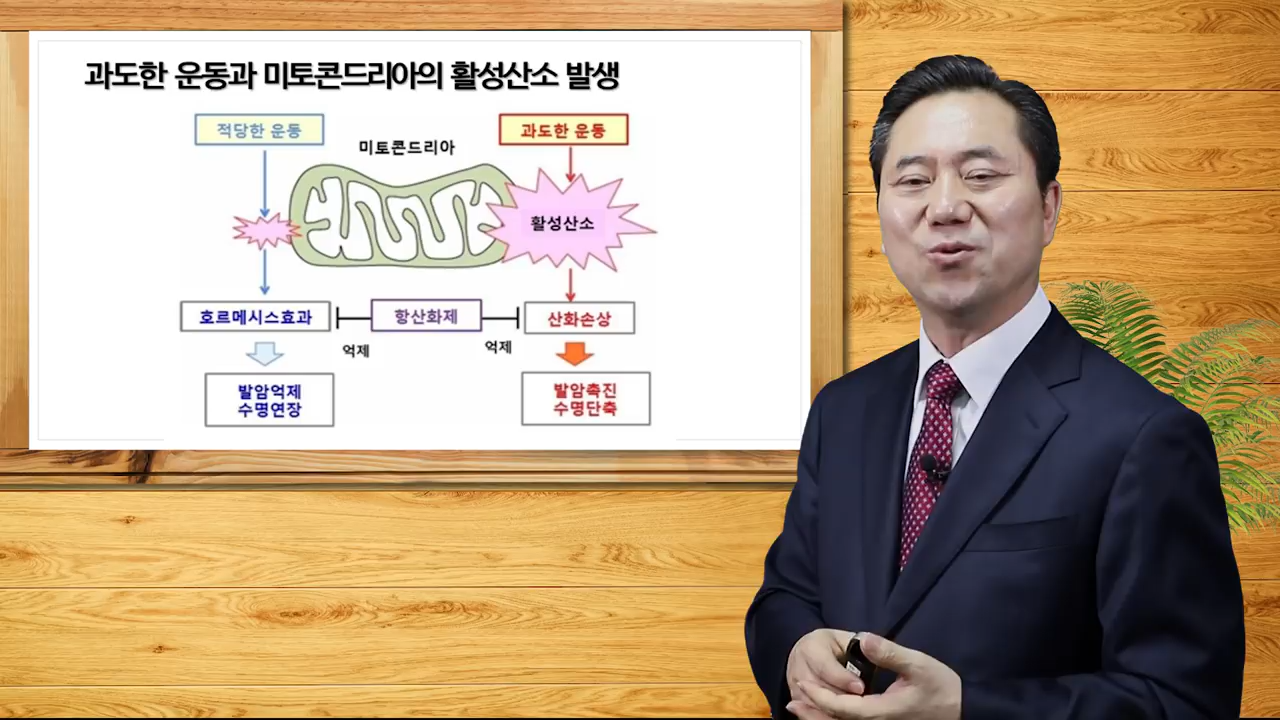 과도한 운동과 미토콘드리아의 활성산소 발생
적당한 운동
과도한 운동
미토콘드리아
활성산소
호르메시스효과
항산화제
산화손상
억제
억제
발암억제
수명연장
발암촉진
수명단축